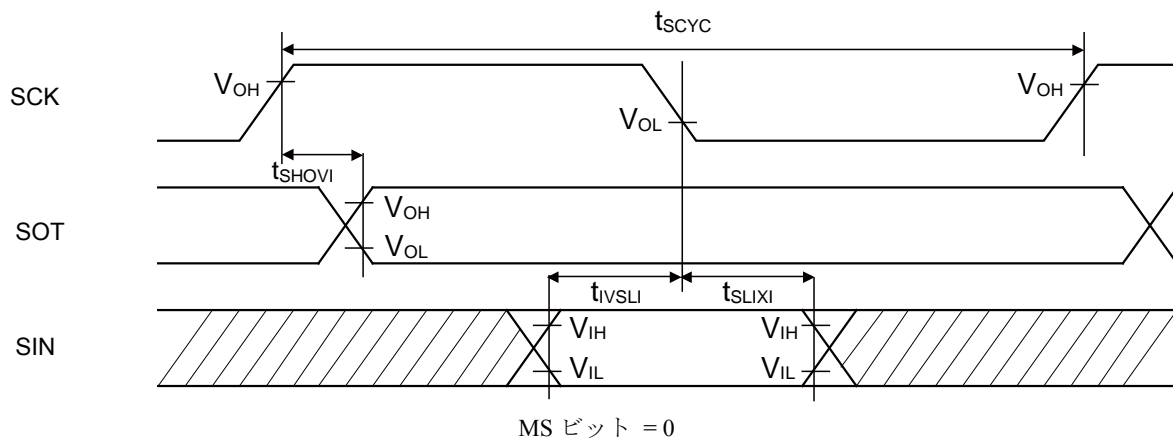 tSCYC
SCK
VOH
VOL
VOH
tSHOVI
SOT
VOH
VOL
tIVSLI
tSLIXI
SIN
VIH
VIH
VIL
VIL
MS ビット = 0